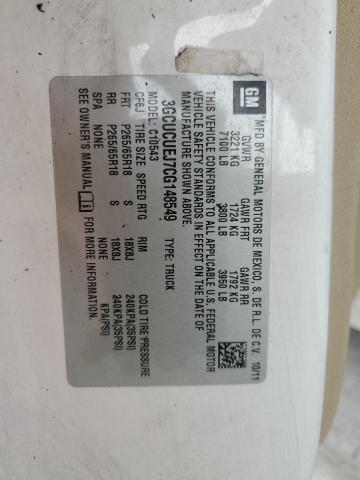 GM
MFD BY GENERAL MOTORS DE MEXICO, S. DE R.L. DE C.V. 10/11
GVWR GAWR FRT GAWR RR
3221 KG 1724 KG 1792 KG
7100 LB 3800 LB 3950 LB
THIS VEHICLE CONFORMS TO ALL APPLICABLE U.S. FEDERAL MOTOR
VEHICLE SAFETY STANDARDS IN EFFECT ON THE DATE OF
MANUFACTURE SHOWN ABOVE.
3GCUCUEJ7CG148549 TYPE: TRUCK
MODEL: C10543
CF6J TIRE SIZE SPEED RTG RIM COLD TIRE PRESSURE
FRT P265/65R18 S 18X8J 240KPA(35PSI)
RR P265/65R18 S 18X8J 240KPA(35PSI)
SPA NONE NONE KPA(PSI)
SEE OWNER'S MANUAL